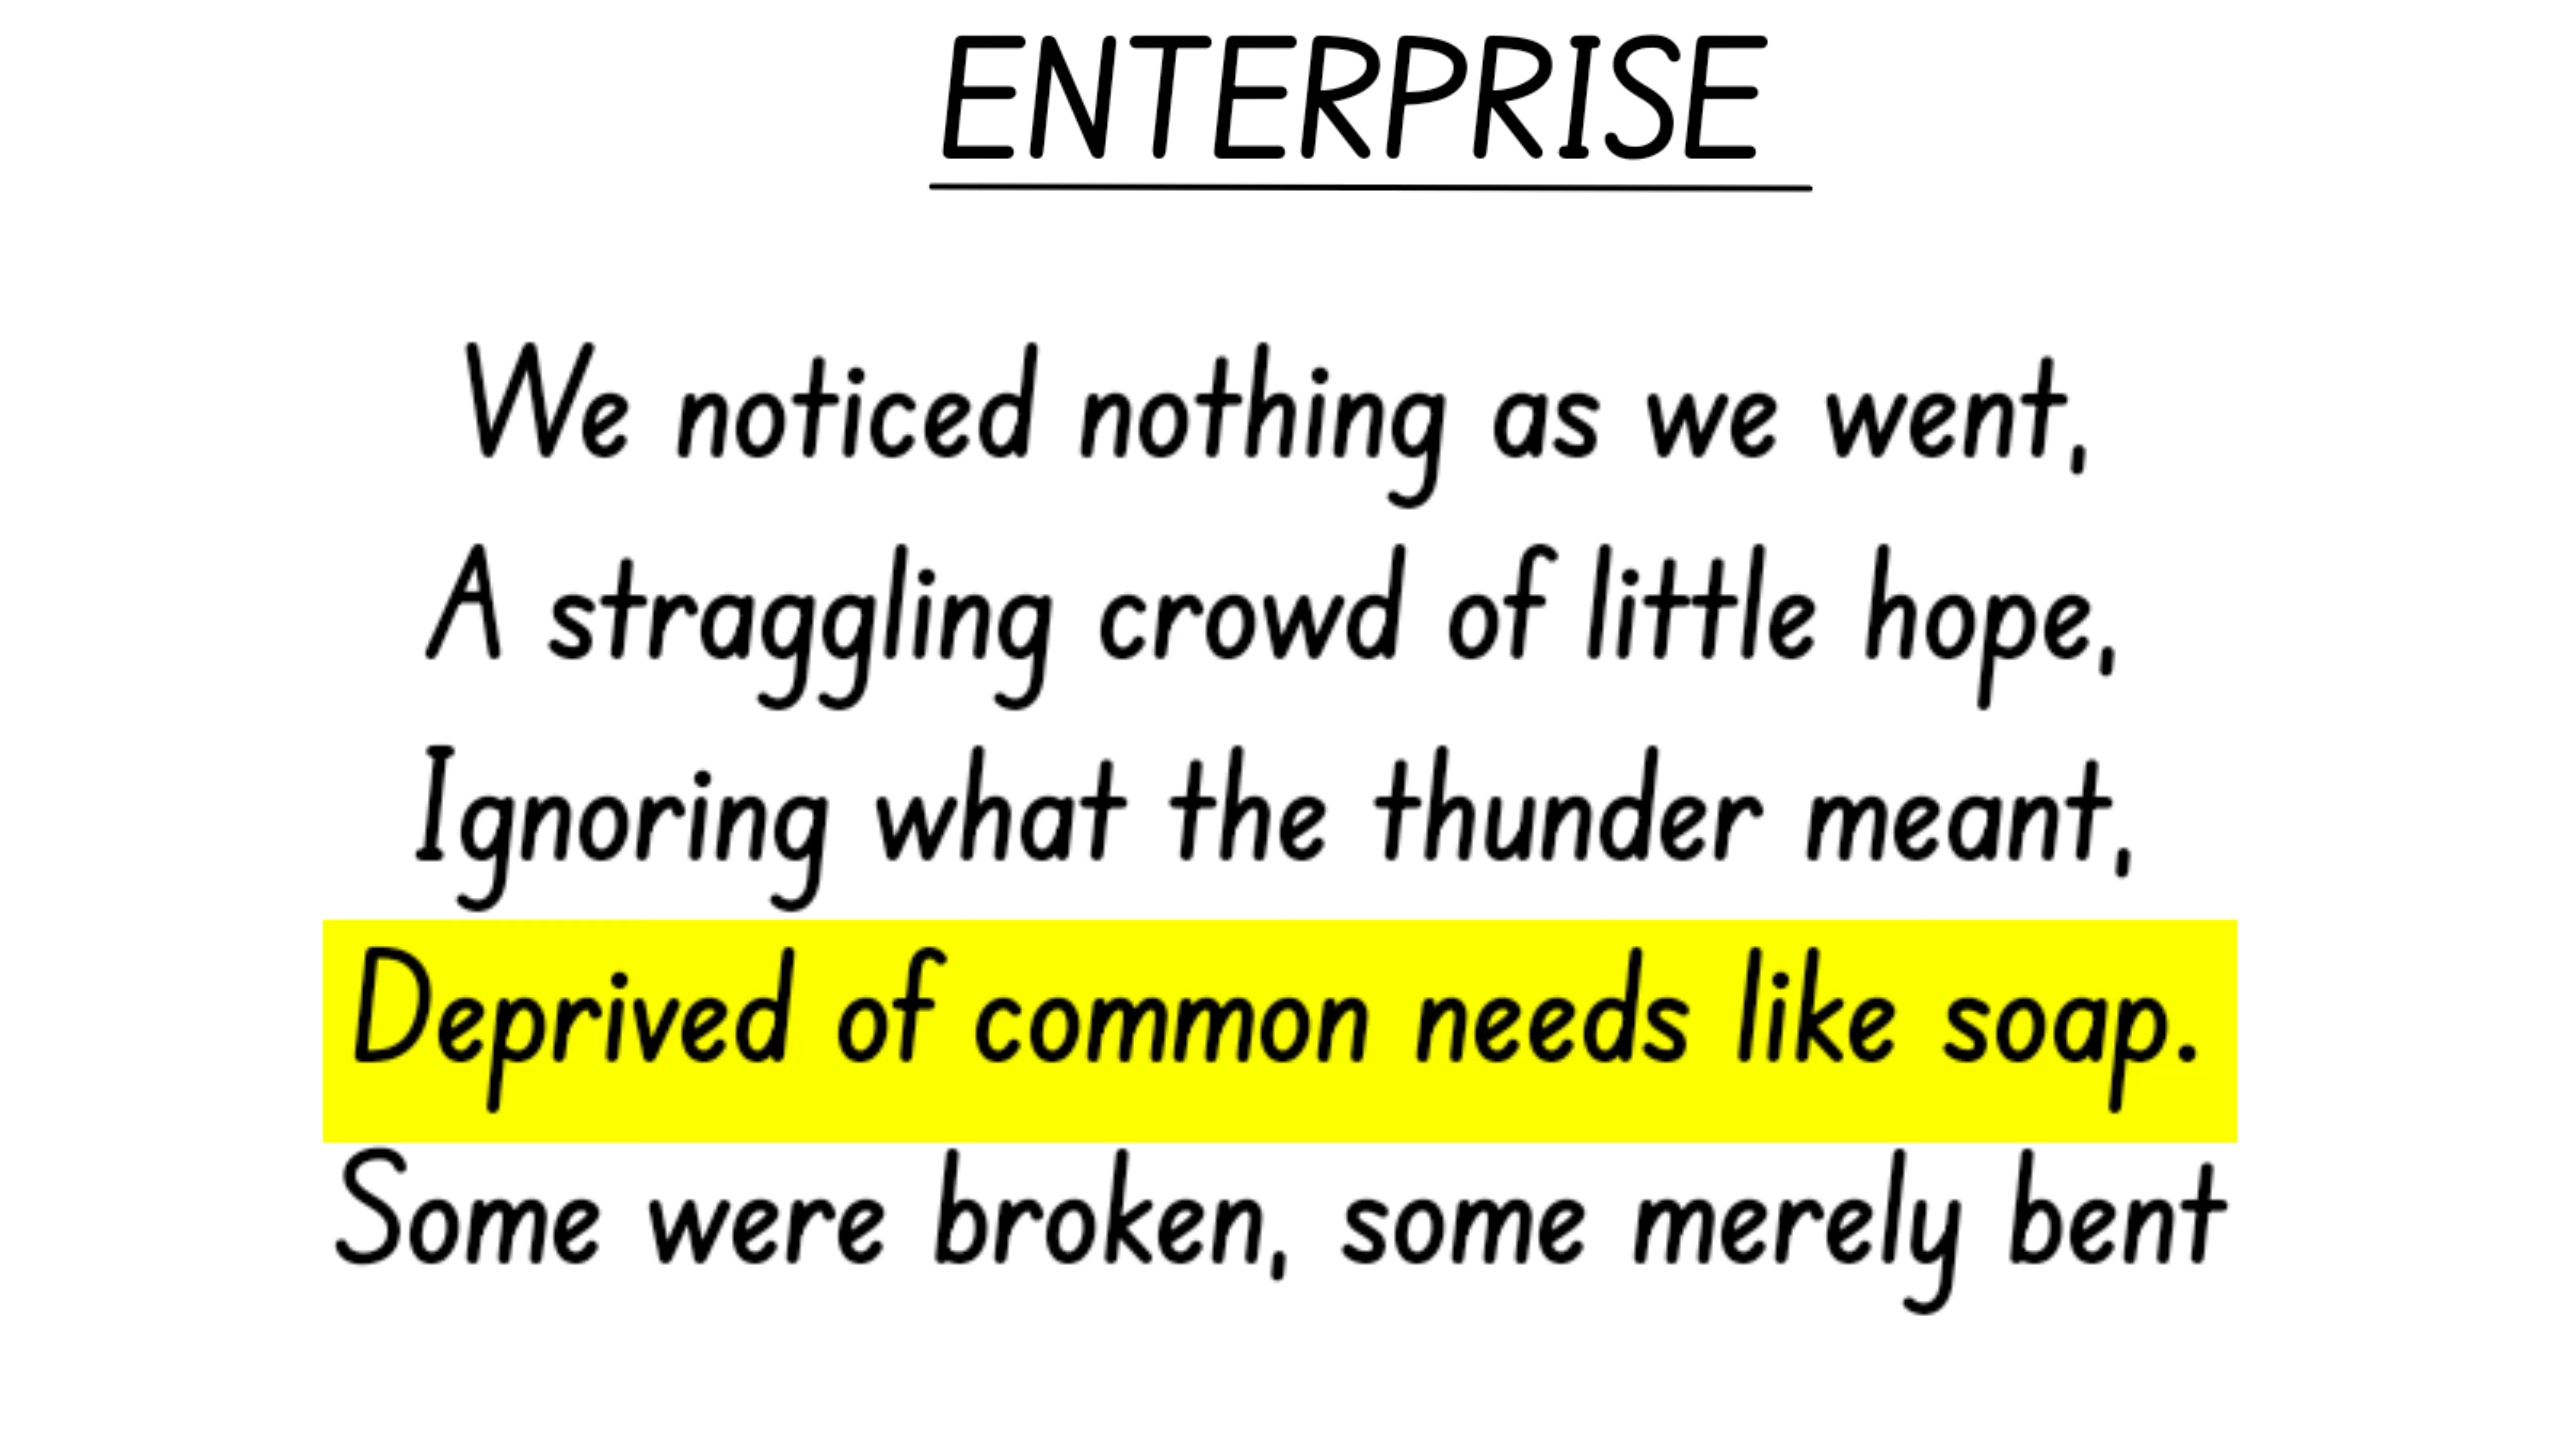 ENTERPRISE
We noticed nothing as we went,
A straggling crowd of little hope,
Ignoring what the thunder meant,
Deprived of common needs like soap.
Some were broken, some merely bent